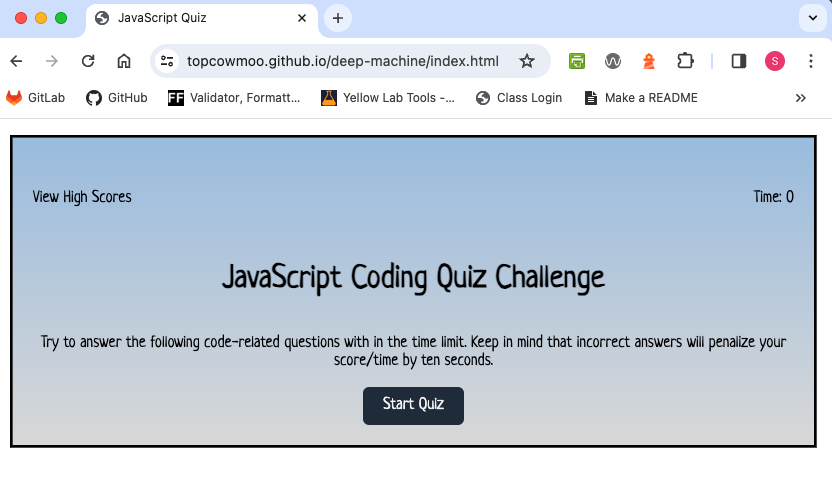 JavaScript Quiz
topcowmoo.github.io/deep-machine/index.html
S
GitLab
GitHub
FF
Validator, Formatt...
Yellow Lab Tools -...
Class Login
Make a README
View High Scores
Time: 0
JavaScript Coding Quiz Challenge
Try to answer the following code-related questions with in the time limit. Keep in mind that incorrect answers will penalize your
score/time by ten seconds.
Start Quiz